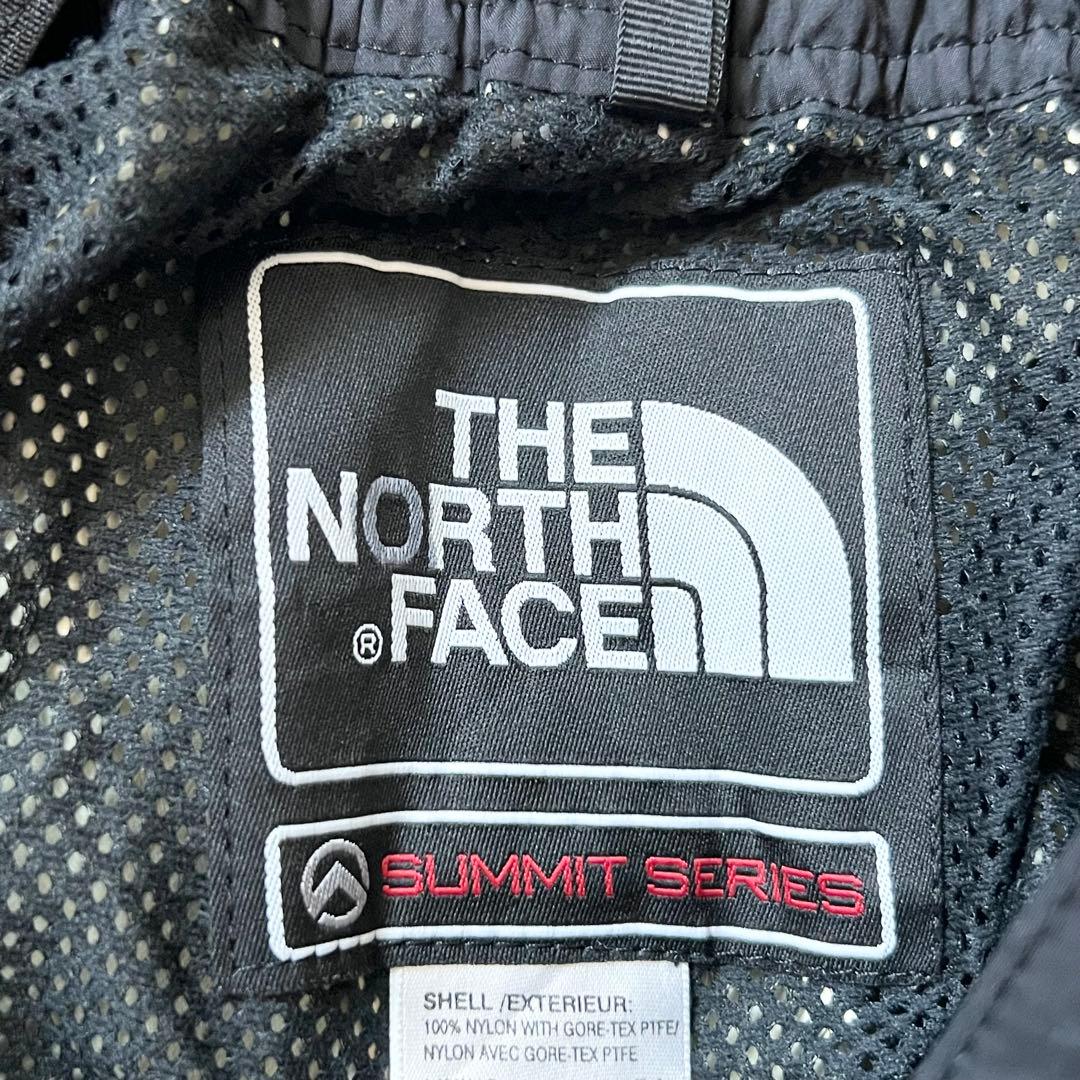 THE
NORTH
®FACE
SUMMIT SERIES
SHELL /EXTERIEUR:
100% NYLON WITH GORE-TEX PTFE/
NYLON AVEC GORE-TEX PTFE